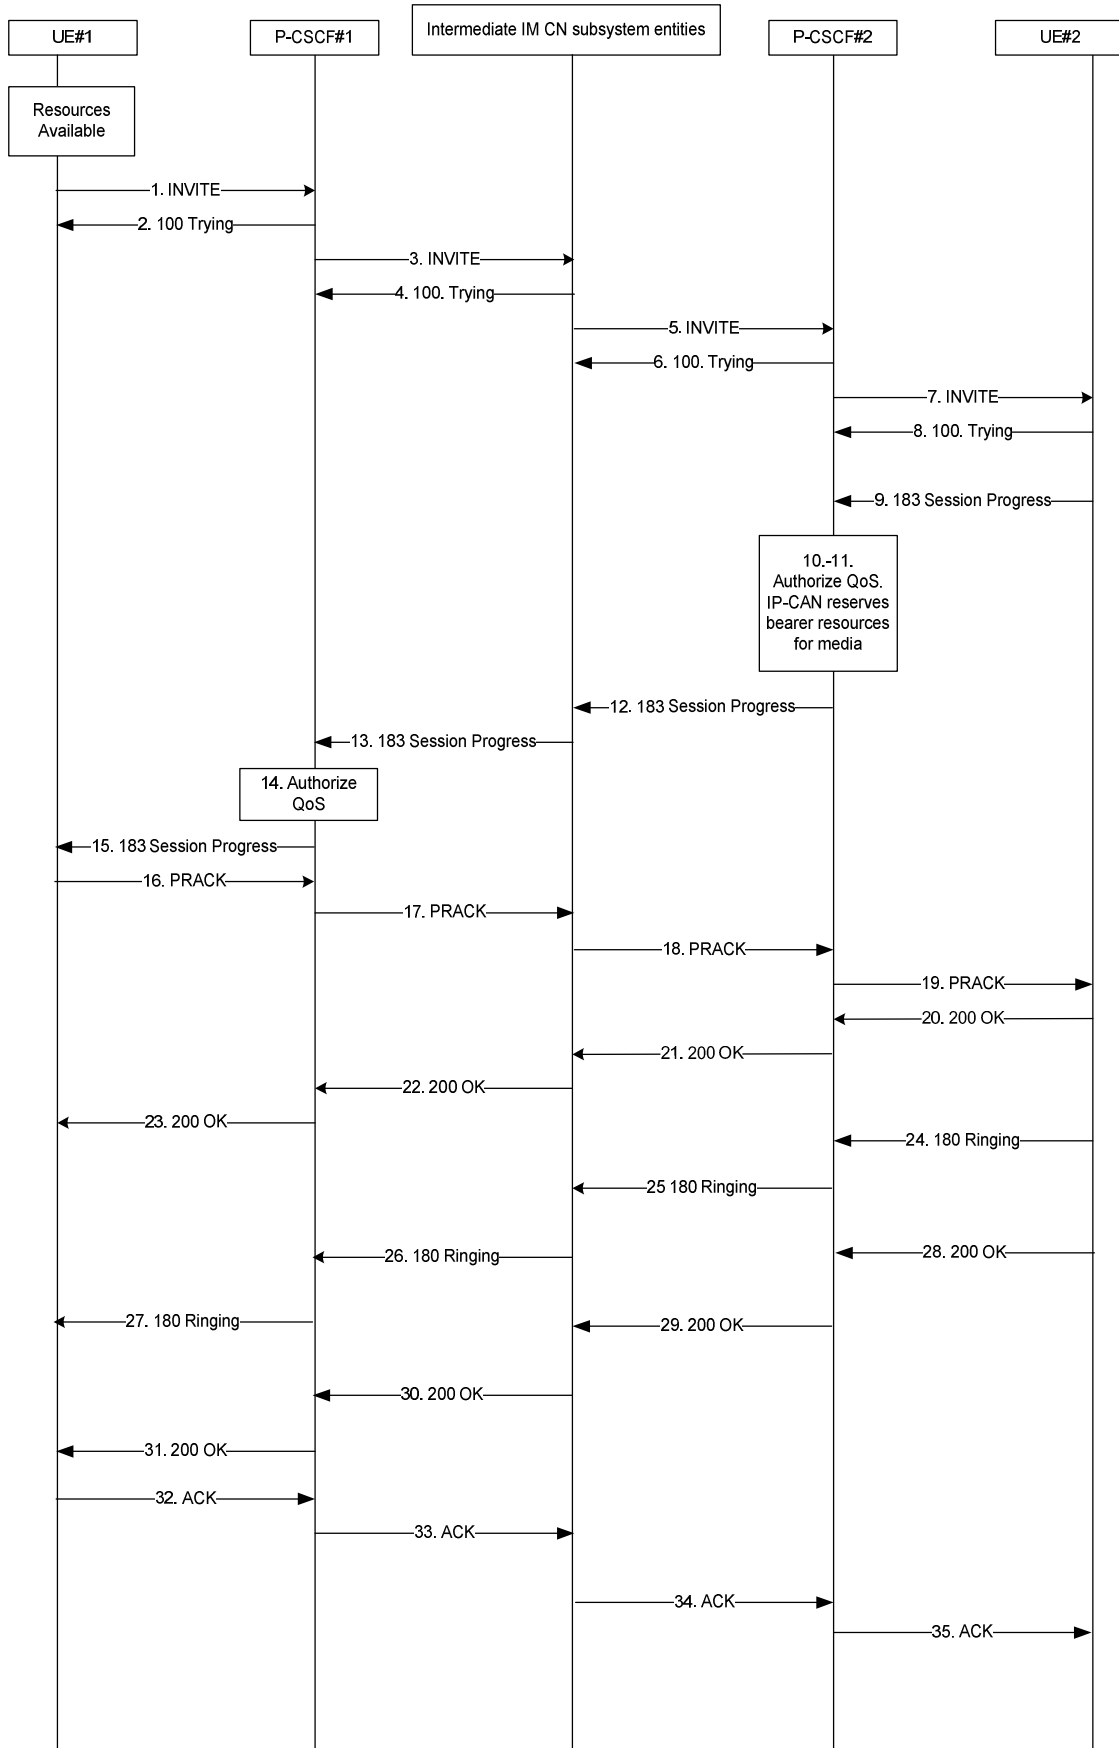 UE#1
P-CSCF#1
Intermediate IM CN subsystem entities
P-CSCF#2
UE#2
Resources
Available
1. INVITE
2. 100 Trying
3. INVITE
4. 100. Trying
5. INVITE
6. 100. Trying
7. INVITE
8. 100. Trying
9. 183 Session Progress
10.-11.
Authorize QoS.
IP-CAN reserves
bearer resources
for media
12. 183 Session Progress
13. 183 Session Progress
14. Authorize
QoS
15. 183 Session Progress
16. PRACK
17. PRACK
18. PRACK
19. PRACK
20. 200 OK
21. 200 OK
22. 200 OK
23. 200 OK
24. 180 Ringing
25 180 Ringing
26. 180 Ringing
28. 200 OK
27. 180 Ringing
29. 200 OK
30. 200 OK
31. 200 OK
32. ACK
33. ACK
34. ACK
35. ACK